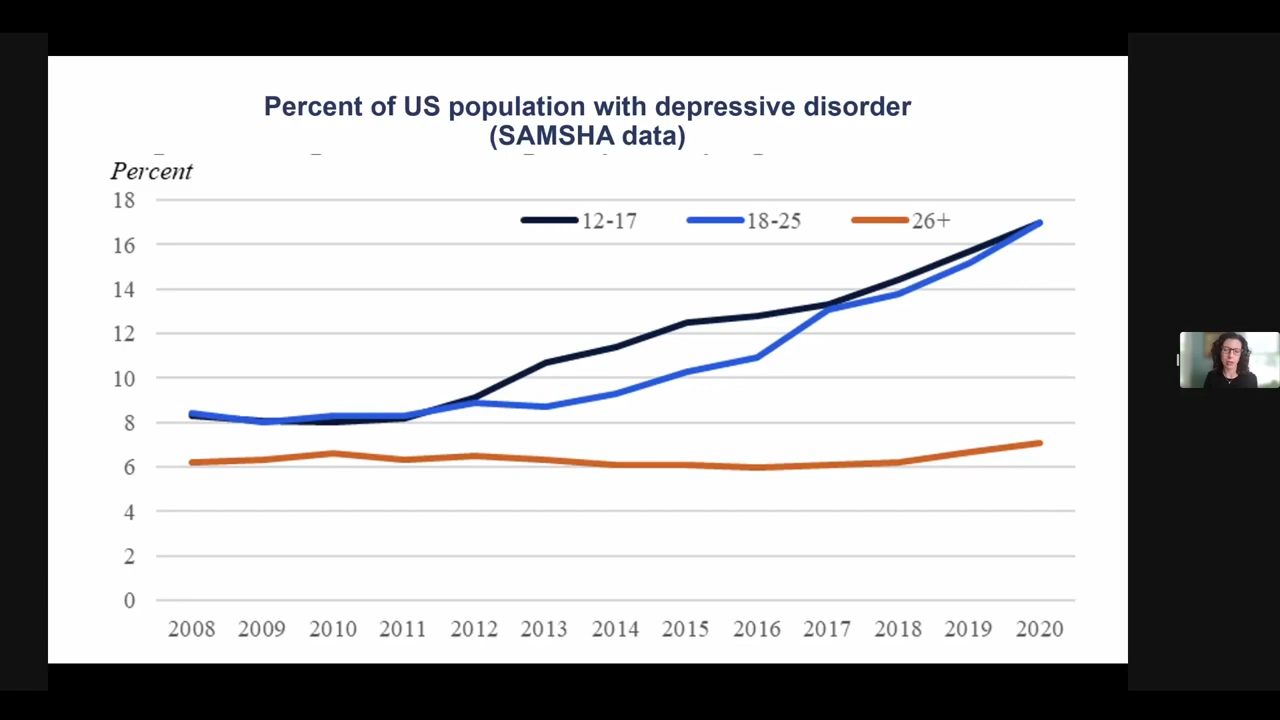 Percent of US population with depressive disorder
(SAMSHA data)
Percent
18
12-17 18-25 26+
16
14
12
10
8
6
4
2
0
2008 2009 2010 2011 2012 2013 2014 2015 2016 2017 2018 2019 2020